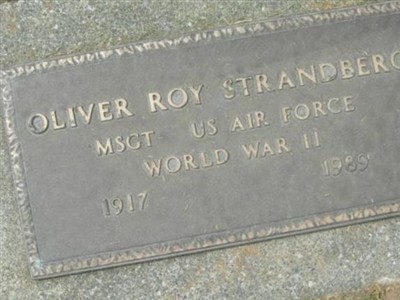 OLIVER ROY STRANDBERG
MSGT US AIR FORCE
WORLD WAR II
1917 1989